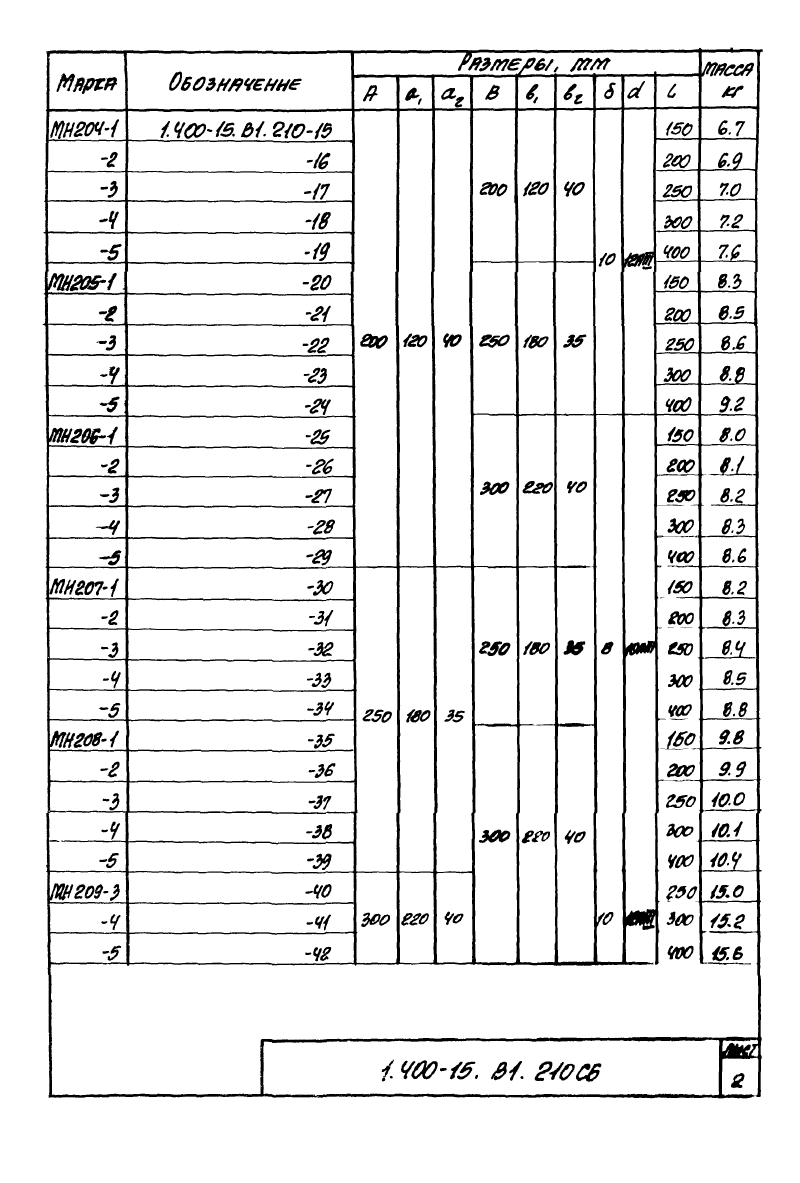 Марка Обозначение Размеры, мм Масса кг
А а₁ а₂ В в₁ в₂ δ d L
МН204-1 1.400-15.В1.210-15 150 6.7
-2 -16 200 6.9
-3 -17 200 120 40 250 7.0
-4 -18 300 7.2
-5 -19 10 12АIII 400 7.6
МН205-1 -20 150 8.3
-2 -21 200 8.5
-3 -22 200 120 40 250 180 35 250 8.6
-4 -23 300 8.8
-5 -24 400 9.2
МН206-1 -25 150 8.0
-2 -26 200 8.1
-3 -27 300 220 40 250 8.2
-4 -28 300 8.3
-5 -29 400 8.6
МН207-1 -30 150 8.2
-2 -31 200 8.3
-3 -32 250 180 35 8 250 8.4
-4 -33 300 8.5
-5 -34 250 180 35 400 8.8
МН208-1 -35 150 9.8
-2 -36 200 9.9
-3 -37 250 10.0
-4 -38 300 220 40 300 10.1
-5 -39 400 10.4
МН209-3 -40 250 15.0
-4 -41 300 220 40 10 300 15.2
-5 -42 400 15.6
1.400-15. В1. 210СБ
Лист
2